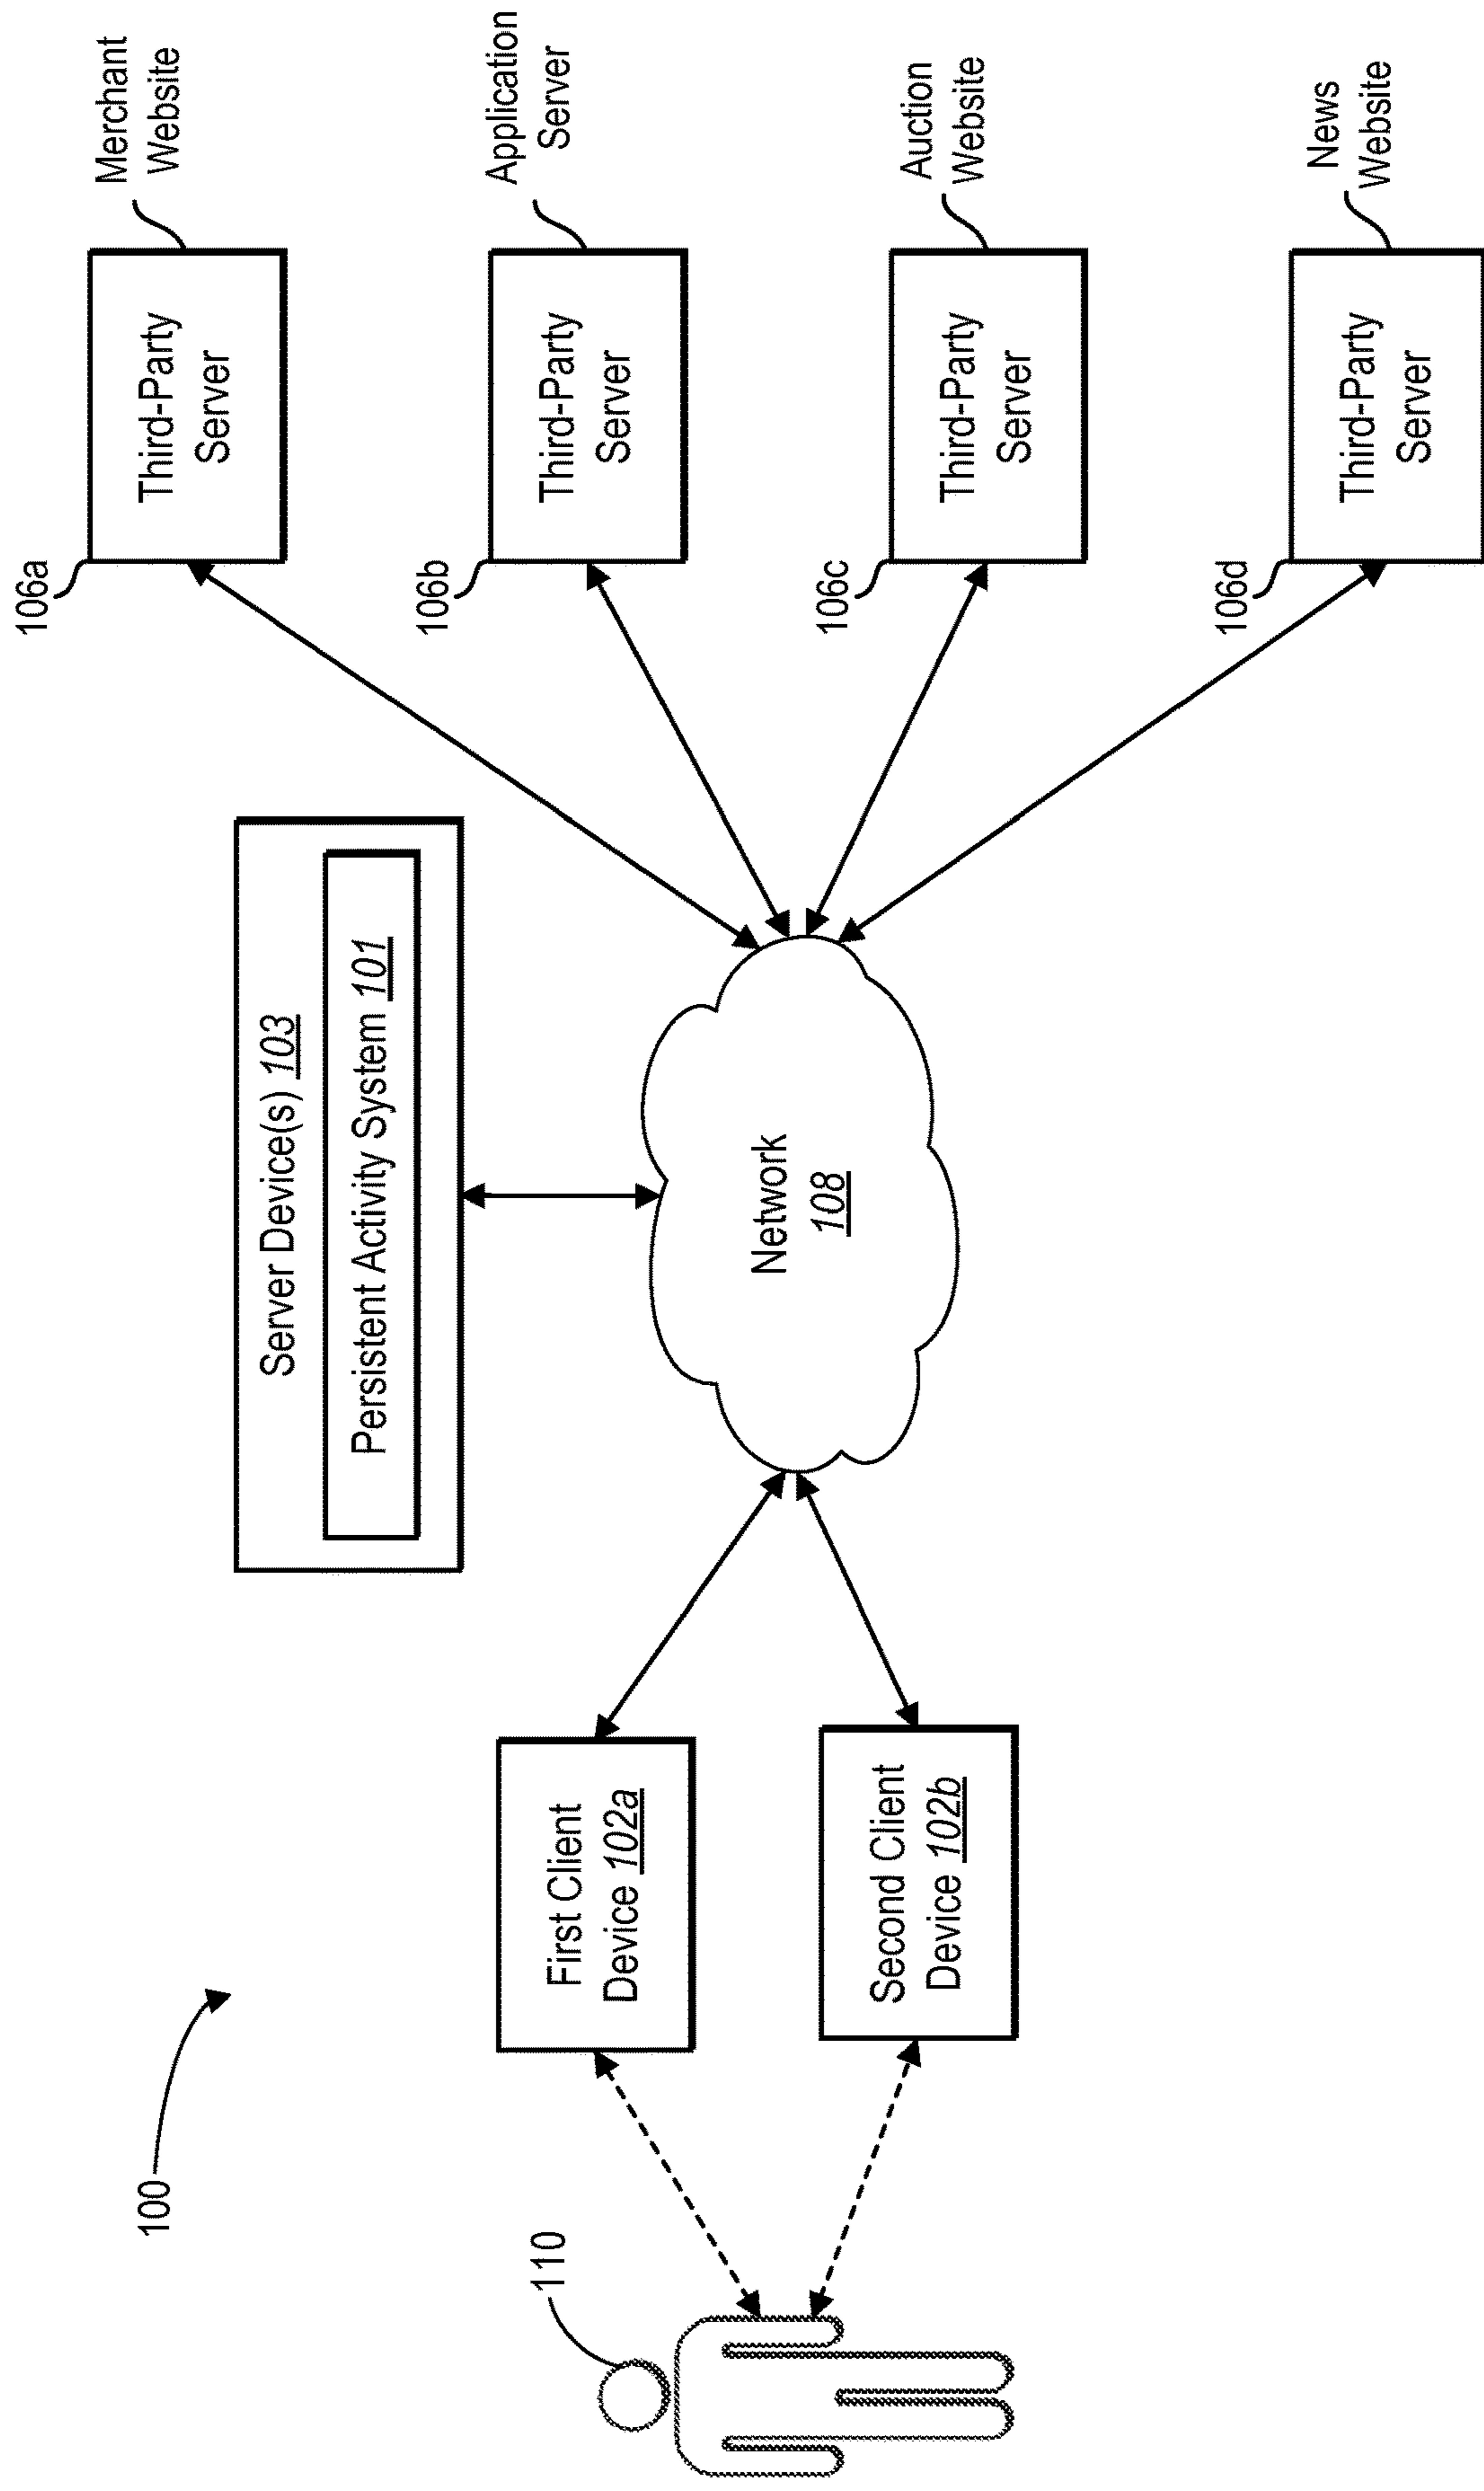 100
110
First Client
Device 102a
Second Client
Device 102b
Server Device(s) 103
Persistent Activity System 101
Network
108
106a
Third-Party
Server
Merchant
Website
106b
Third-Party
Server
Application
Server
106c
Third-Party
Server
Auction
Website
106d
Third-Party
Server
News
Website